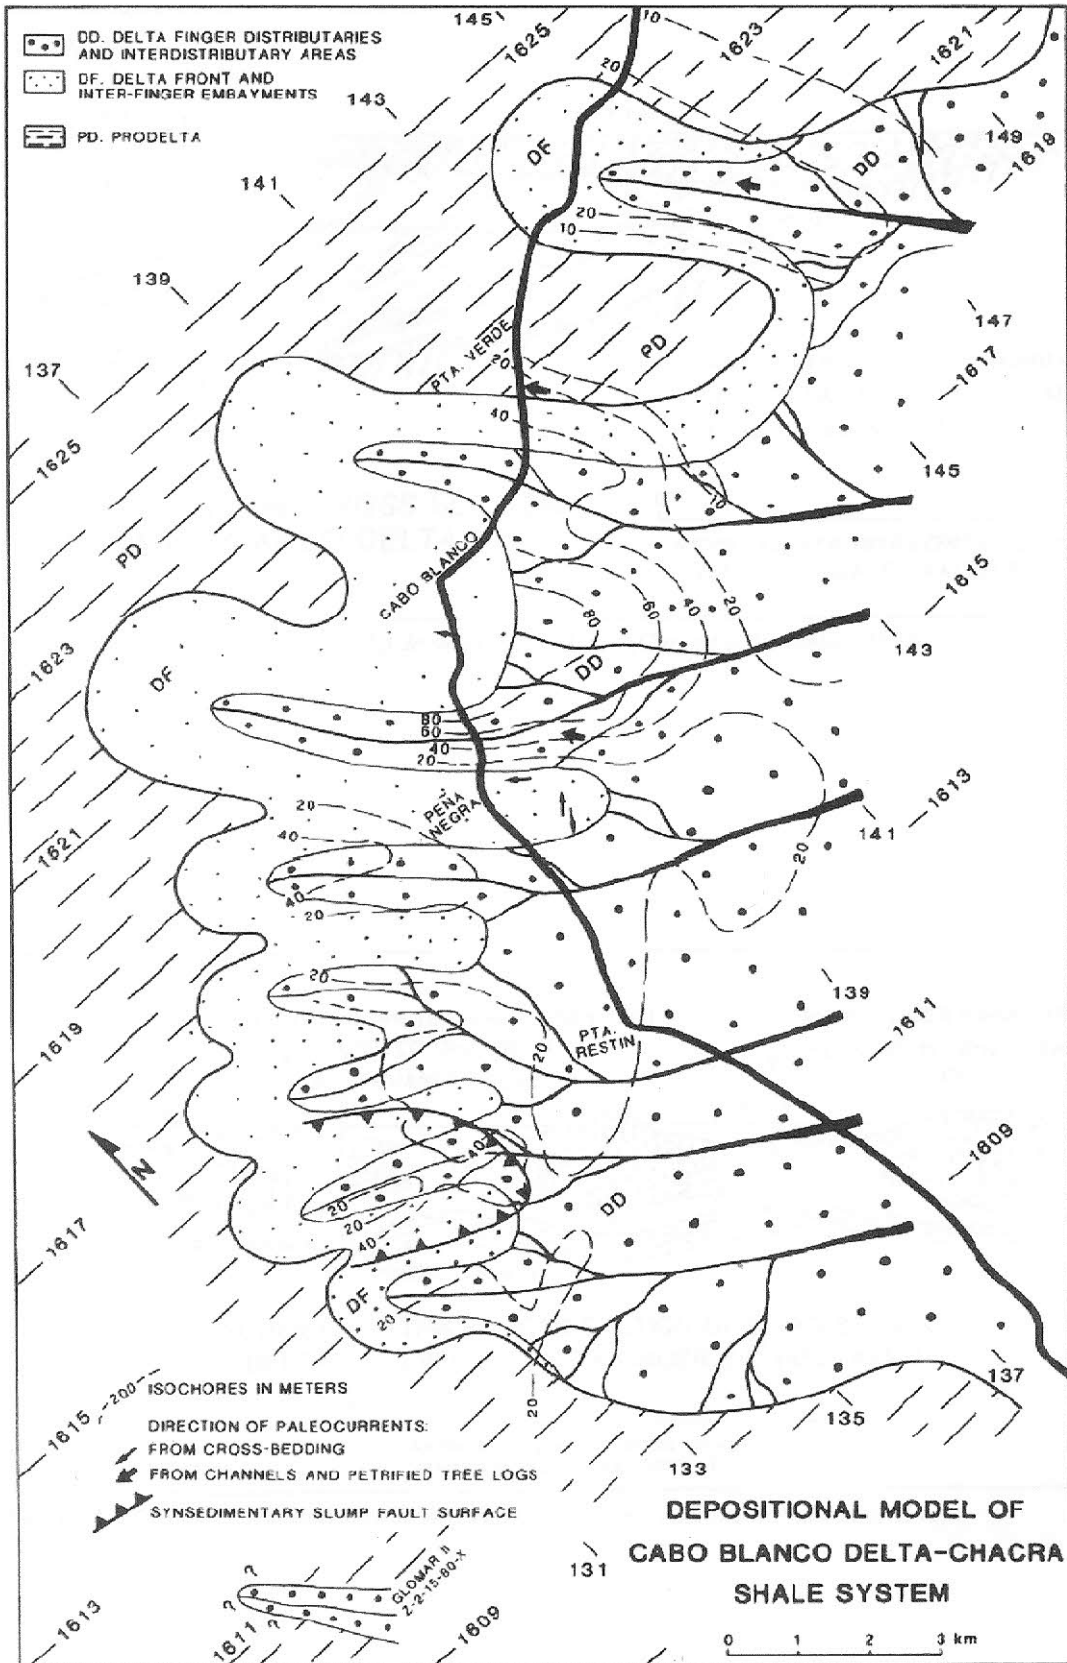 DD. DELTA FINGER DISTRIBUTARIES
AND INTERDISTRIBUTARY AREAS
DF. DELTA FRONT AND
INTER-FINGER EMBAYMENTS
PD. PRODELTA
145
1625
10
1623
1621
20
143
149
1619
DF
DD
141
20
10
139
147
PTA. VERDE
20
PD
137
1617
40
1625
145
10
PD
CABO BLANCO
1615
80
60
40
20
143
1623
DF
DD
80
60
40
20
1613
20
PEÑA
NEGRA
141
40
20
1621
40
20
20
139
1611
PTA.
RESTIN
20
1619
40
1609
N
20
20
40
DD
1617
DF
20
20
137
135
-200- ISOCHORES IN METERS
1615
DIRECTION OF PALEOCURRENTS:
FROM CROSS-BEDDING
FROM CHANNELS AND PETRIFIED TREE LOGS
133
SYNSEDIMENTARY SLUMP FAULT SURFACE
DEPOSITIONAL MODEL OF
CABO BLANCO DELTA-CHACRA
SHALE SYSTEM
131
?
GLOMAR II
Z-2-15-80-X
?
?
1613
1611
1609
0 1 2 3 km